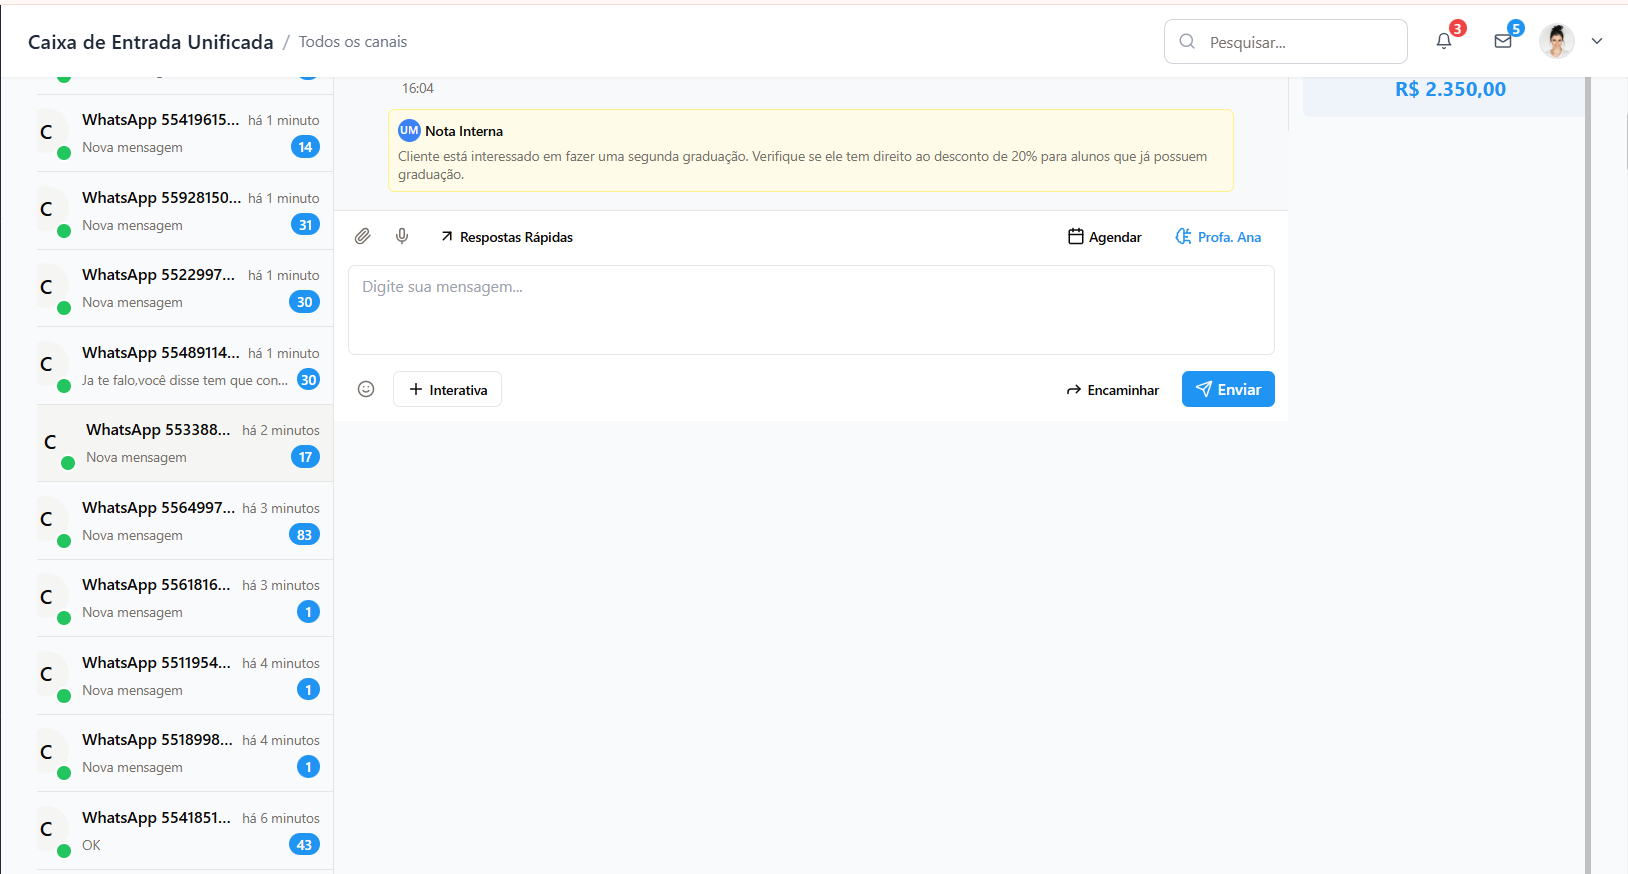 Caixa de Entrada Unificada / Todos os canais
Pesquisar...
3
5
C
WhatsApp 55419615... há 1 minuto
Nova mensagem 14
C
WhatsApp 55928150... há 1 minuto
Nova mensagem 31
C
WhatsApp 5522997... há 1 minuto
Nova mensagem 30
C
WhatsApp 55489114... há 1 minuto
Ja te falo,você disse tem que con... 30
C
WhatsApp 553388... há 2 minutos
Nova mensagem 17
C
WhatsApp 5564997... há 3 minutos
Nova mensagem 83
C
WhatsApp 5561816... há 3 minutos
Nova mensagem 1
C
WhatsApp 5511954... há 4 minutos
Nova mensagem 1
C
WhatsApp 5518998... há 4 minutos
Nova mensagem 1
C
WhatsApp 5541851... há 6 minutos
OK 43
16:04
UM Nota Interna
Cliente está interessado em fazer uma segunda graduação. Verifique se ele tem direito ao desconto de 20% para alunos que já possuem
graduação.
Respostas Rápidas
Agendar
Profa. Ana
Digite sua mensagem...
Interativa
Encaminhar
Enviar
R$ 2.350,00